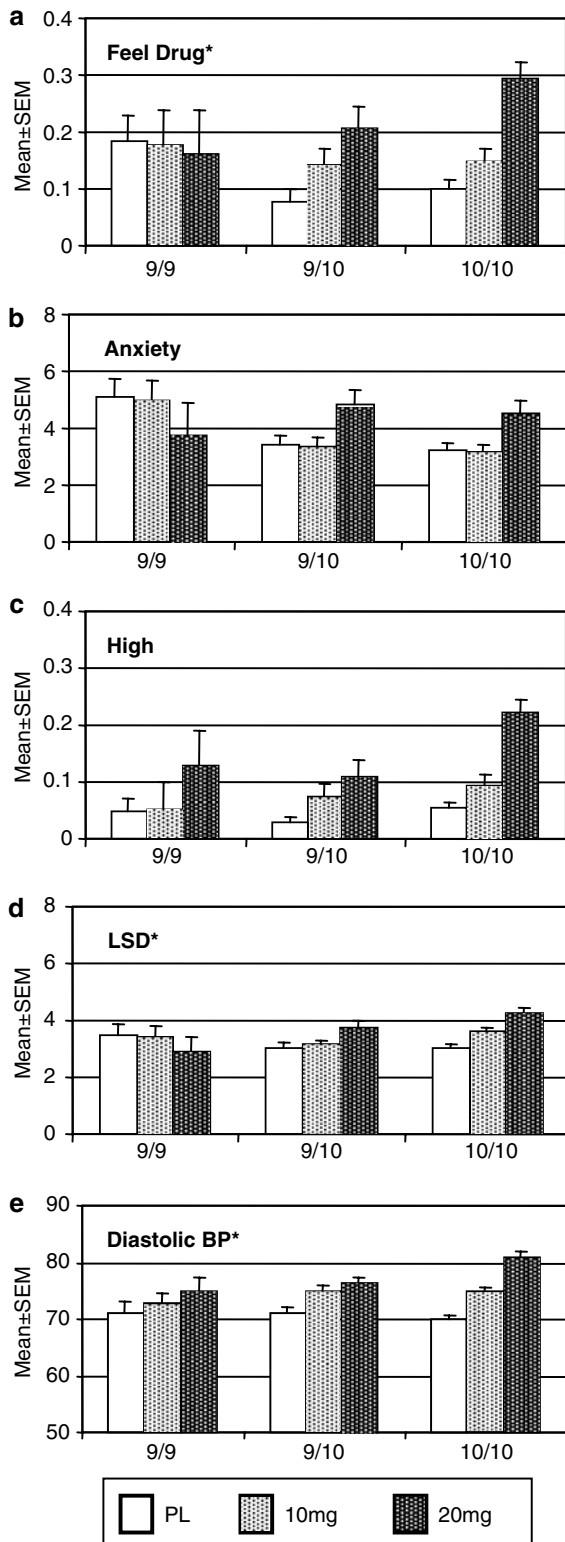 a
0.4
Feel Drug*
0.3
0.2
0.1
0
Mean±SEM
9/9 9/10 10/10
b
8
Anxiety
6
4
2
0
Mean±SEM
9/9 9/10 10/10
c
0.4
High
0.3
0.2
0.1
0
Mean±SEM
9/9 9/10 10/10
d
8
LSD*
6
4
2
0
Mean±SEM
9/9 9/10 10/10
e
90
Diastolic BP*
80
70
60
50
Mean±SEM
9/9 9/10 10/10
PL 10mg 20mg